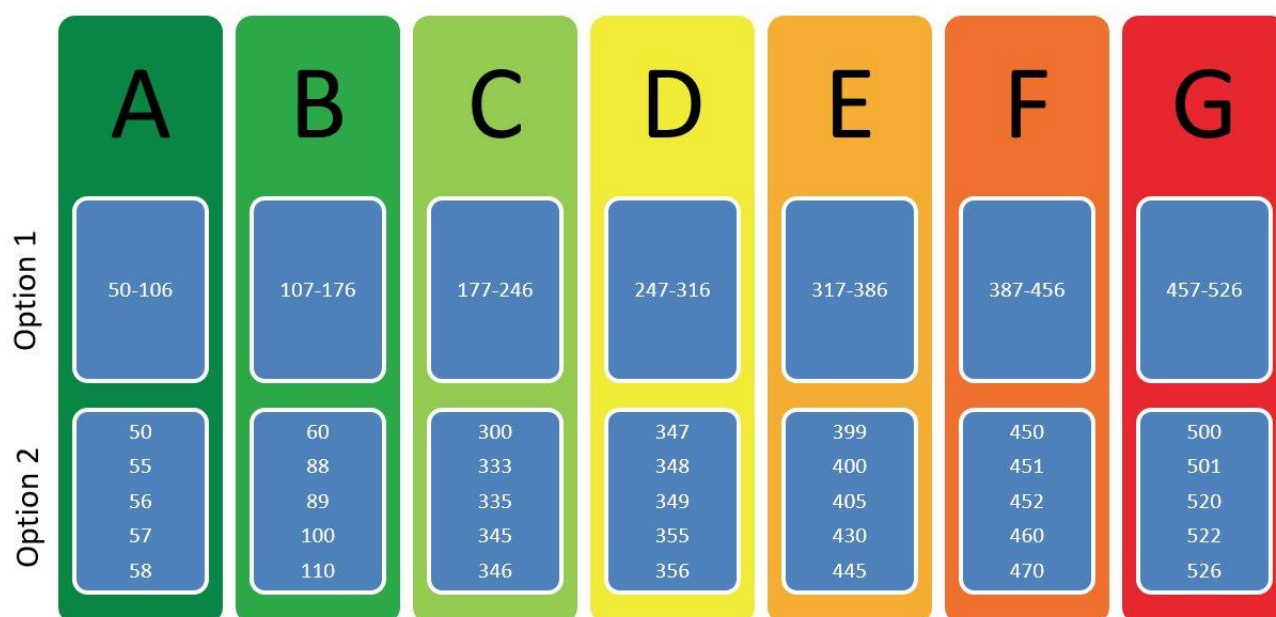 A B C D E F G
Option 1
50-106 107-176 177-246 247-316 317-386 387-456 457-526
Option 2
50 60 300 347 399 450 500
55 88 333 348 400 451 501
56 89 335 349 405 452 520
57 100 345 355 430 460 522
58 110 346 356 445 470 526